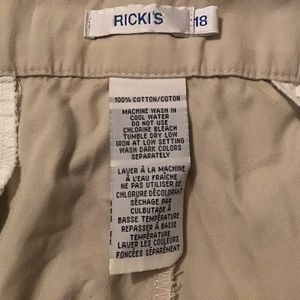 RICKI'S 18
100% COTTON/COTON
MACHINE WASH IN
COOL WATER
DO NOT USE
CHLORINE BLEACH
TUMBLE DRY LOW
IRON AT LOW SETTING
WASH DARK COLORS
SEPARATELY
LAVER À LA MACHINE
À L'EAU FRAÎCHE
NE PAS UTILISER DE
CHLORURE DÉCOLORANT
SÉCHAGE PAR
CULBUTAGE À
BASSE TEMPÉRATURE
REPASSER À BASSE
TEMPÉRATURE
LAVER LES COULEURS
FONCÉES SÉPARÉMENT